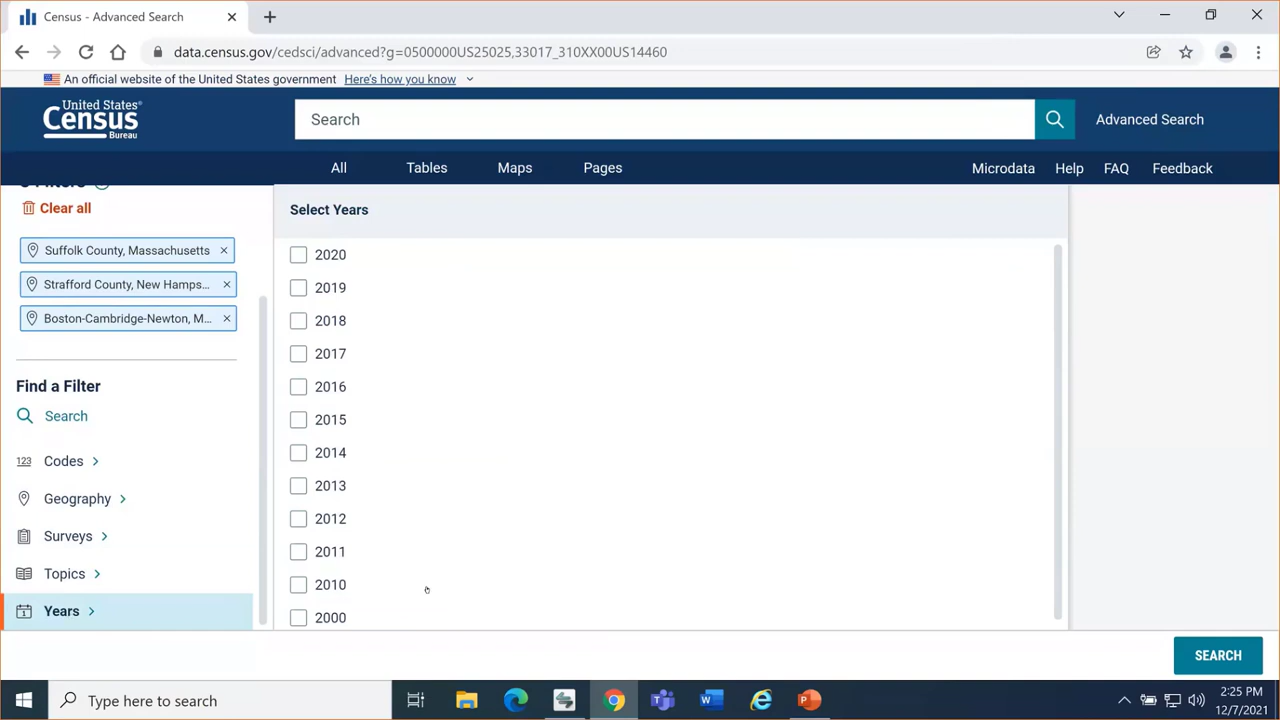 Census - Advanced Search
data.census.gov/cedsci/advanced?g=0500000US25025,33017_310XX00US14460
An official website of the United States government Here's how you know
United States®
Census
Bureau
Search
Advanced Search
All Tables Maps Pages
Microdata Help FAQ Feedback
Clear all
Suffolk County, Massachusetts
Strafford County, New Hamps...
Boston-Cambridge-Newton, M...
Find a Filter
Search
123 Codes
Geography
Surveys
Topics
1 Years
Select Years
2020
2019
2018
2017
2016
2015
2014
2013
2012
2011
2010
2000
SEARCH
Type here to search
2:25 PM
12/7/2021